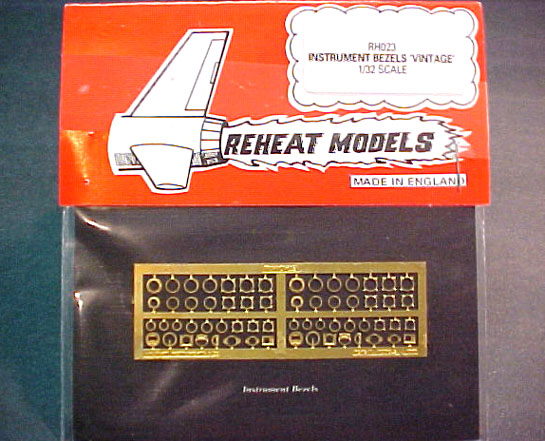 RH023
INSTRUMENT BEZELS 'VINTAGE'
1/32 SCALE
REHEAT MODELS
MADE IN ENGLAND
Instrument Bezels